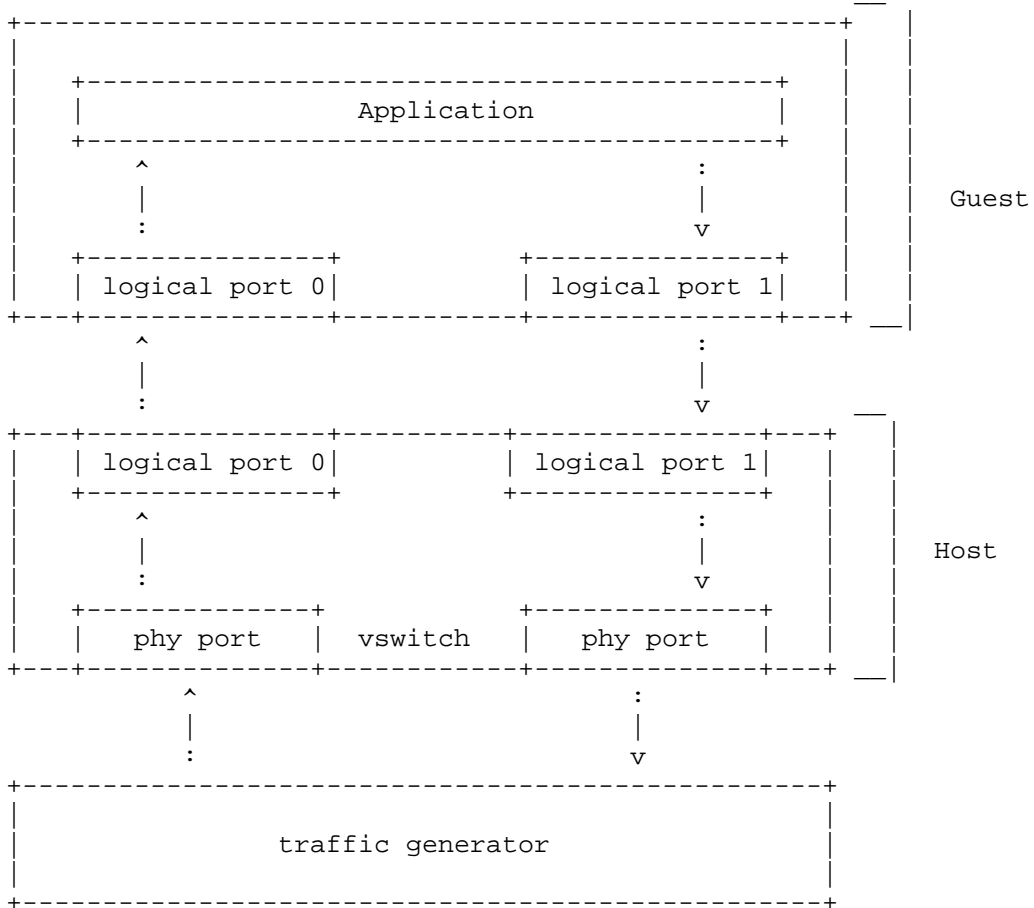 Application
Guest
logical port 0 logical port 1
logical port 0 logical port 1
Host
phy port vswitch phy port
traffic generator